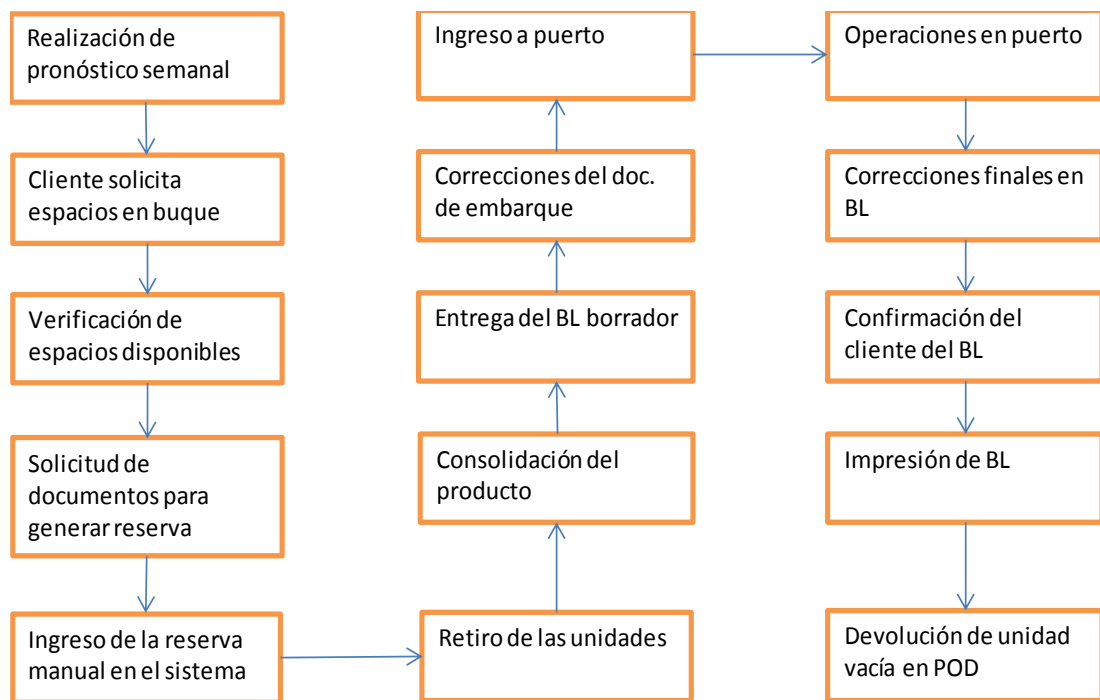 Realización de
pronóstico semanal
Cliente solicita
espacios en buque
Verificación de
espacios disponibles
Solicitud de
documentos para
generar reserva
Ingreso de la reserva
manual en el sistema
Retiro de las unidades
Consolidación del
producto
Entrega del BL borrador
Correcciones del doc.
de embarque
Ingreso a puerto
Operaciones en puerto
Correcciones finales en
BL
Confirmación del
cliente del BL
Impresión de BL
Devolución de unidad
vacía en POD